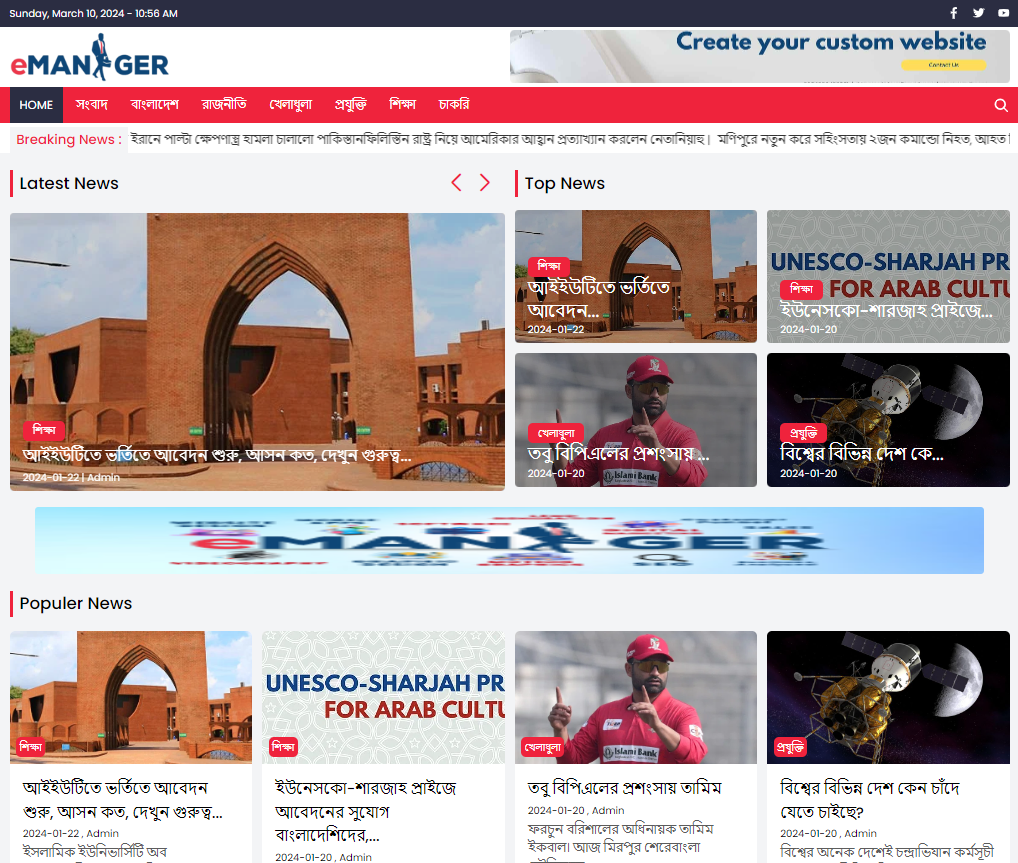 Sunday, March 10, 2024 - 10:56 AM
eMANAGER
Create your custom website
Contact Us
HOME সংবাদ বাংলাদেশ রাজনীতি খেলাধুলা প্রযুক্তি শিক্ষা চাকরি
Breaking News : ইরানে পাল্টা ক্ষেপণাস্ত্র হামলা চালালো পাকিস্তানফিলিস্তিন রাষ্ট্র নিয়ে আমেরিকার আহ্বান প্রত্যাখ্যান করলেন নেতানিয়াহু। মণিপুরে নতুন করে সহিংসতায় ২জন কমান্ডো নিহত, আহত
Latest News
শিক্ষা
আইইউটিতে ভর্তিতে আবেদন শুরু, আসন কত, দেখুন গুরুত্ব...
2024-01-22 | Admin
Top News
শিক্ষা
আইইউটিতে ভর্তিতে
আবেদন...
2024-01-22
UNESCO-SHARJAH PR
FOR ARAB CULTU
শিক্ষা
ইউনেসকো-শারজাহ প্রাইজে...
2024-01-20
খেলাধুলা
তবু বিপিএলের প্রশংসায় ...
2024-01-20
Islami Bank
প্রযুক্তি
বিশ্বের বিভিন্ন দেশ কে...
2024-01-20
eMANAGER
SEO
Populer News
শিক্ষা
আইইউটিতে ভর্তিতে আবেদন
শুরু, আসন কত, দেখুন গুরুত্ব...
2024-01-22 , Admin
ইসলামিক ইউনিভার্সিটি অব
UNESCO-SHARJAH PR
FOR ARAB CULTU
শিক্ষা
ইউনেসকো-শারজাহ প্রাইজে
আবেদনের সুযোগ
বাংলাদেশিদের,...
2024-01-20 , Admin
Islami Bank
খেলাধুলা
তবু বিপিএলের প্রশংসায় তামিম
2024-01-20 , Admin
ফরচুন বরিশালের অধিনায়ক তামিম
ইকবাল। আজ মিরপুর শেরেবাংলা
প্রযুক্তি
বিশ্বের বিভিন্ন দেশ কেন চাঁদে
যেতে চাইছে?
2024-01-20 , Admin
বিশ্বের অনেক দেশেই চন্দ্রাভিযান কর্মসূচী